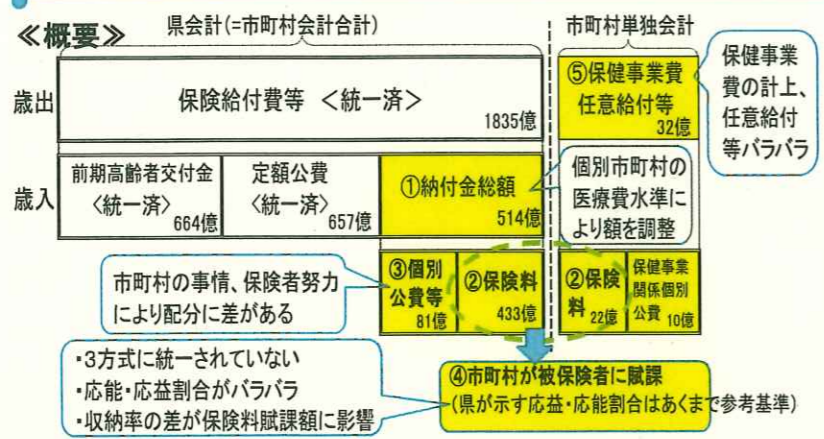 ≪概要≫
県会計(=市町村会計合計)
市町村単独会計
歳出
保険給付費等 <統一済>
1835億
⑤保健事業費
任意給付等
32億
保健事業
費の計上、
任意給付
等バラバラ
歳入
前期高齢者交付金
<統一済>
664億
定額公費
<統一済>
657億
①納付金総額
514億
個別市町村の
医療費水準に
より額を調整
市町村の事情、保険者努力
により配分に差がある
③個別
公費等
81億
②保険料
433億
②保険
料 22億
保健事業
関係個別
公費 10億
・3方式に統一されていない
・応能・応益割合がバラバラ
・収納率の差が保険料賦課額に影響
④市町村が被保険者に賦課
(県が示す応益・応能割合はあくまで参考基準)